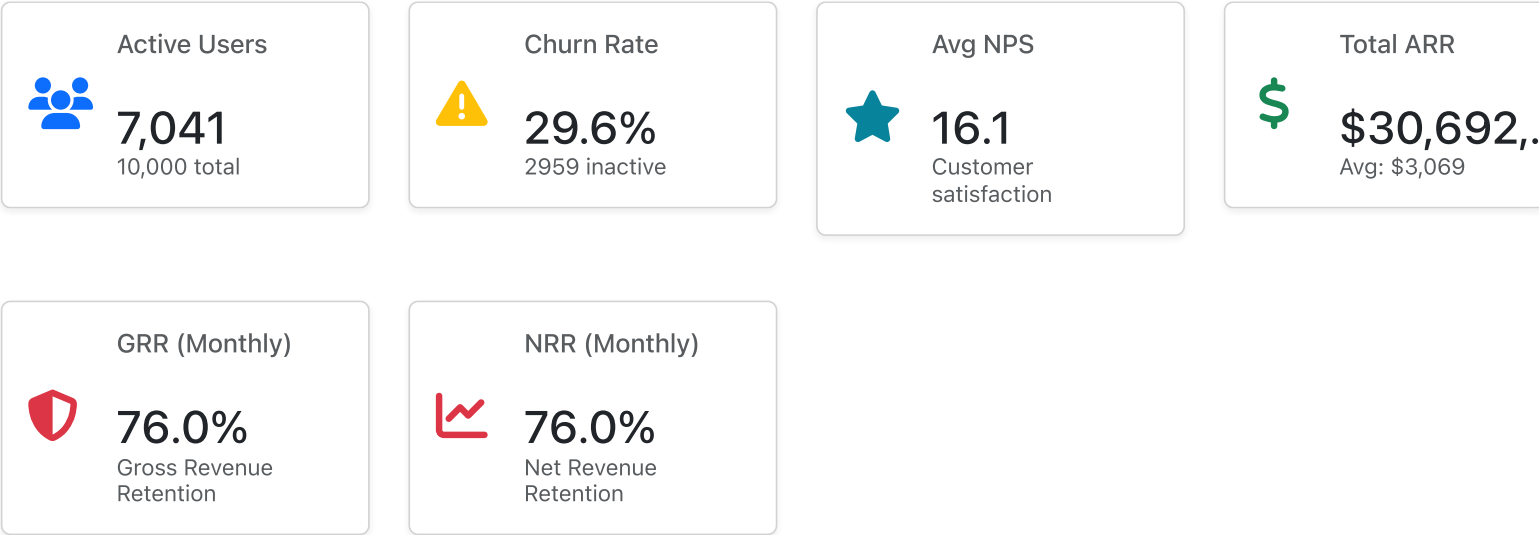 Active Users
7,041
10,000 total
Churn Rate
29.6%
2959 inactive
Avg NPS
16.1
Customer
satisfaction
Total ARR
$30,692,.
Avg: $3,069
GRR (Monthly)
76.0%
Gross Revenue
Retention
NRR (Monthly)
76.0%
Net Revenue
Retention